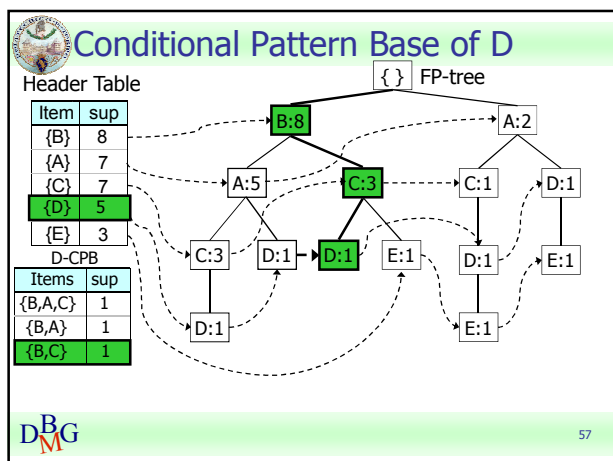 Conditional Pattern Base of D
Header Table
{ } FP-tree
Item sup
{B} 8
{A} 7
{C} 7
{D} 5
{E} 3
B:8 A:2
A:5 C:3 C:1 D:1
C:3 D:1 D:1 E:1 D:1 E:1
D:1 E:1
D-CPB
Items sup
{B,A,C} 1
{B,A} 1
{B,C} 1
DBMG
57